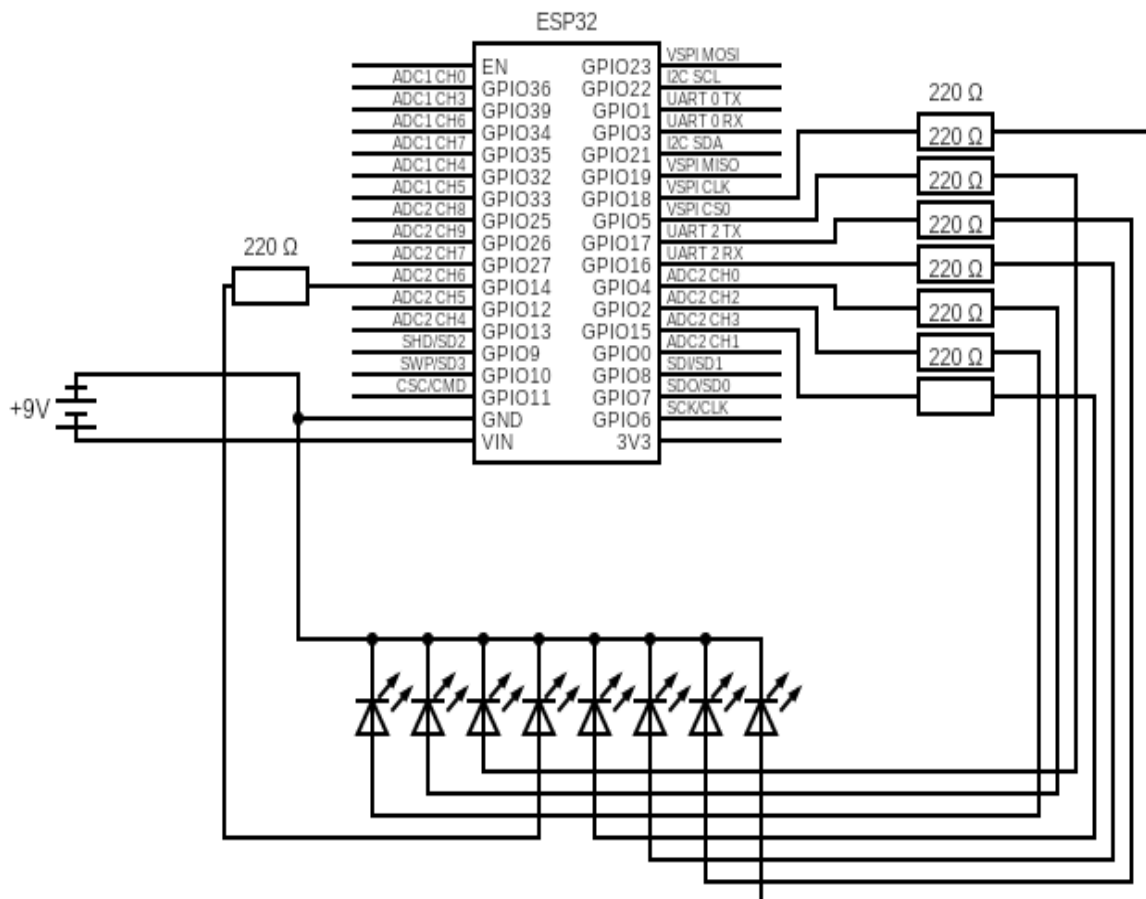 ESP32
EN GPIO23 VSPI MOSI
ADC1 CH0 GPIO36 GPIO22 I2C SCL
ADC1 CH3 GPIO39 GPIO1 UART 0 TX
ADC1 CH6 GPIO34 GPIO3 UART 0 RX
ADC1 CH7 GPIO35 GPIO21 I2C SDA
ADC1 CH4 GPIO32 GPIO19 VSPI MISO
ADC1 CH5 GPIO33 GPIO18 VSPI CLK
ADC2 CH8 GPIO25 GPIO5 VSPI CS0
ADC2 CH9 GPIO26 GPIO17 UART 2 TX
ADC2 CH7 GPIO27 GPIO16 UART 2 RX
ADC2 CH6 GPIO14 GPIO4 ADC2 CH0
ADC2 CH5 GPIO12 GPIO2 ADC2 CH2
ADC2 CH4 GPIO13 GPIO15 ADC2 CH3
SHD/SD2 GPIO9 GPIO0 ADC2 CH1
SWP/SD3 GPIO10 GPIO8 SDI/SD1
CSC/CMD GPIO11 GPIO7 SDO/SD0
GND GPIO6 SCK/CLK
VIN 3V3
220 Ω
+9V
220 Ω
220 Ω
220 Ω
220 Ω
220 Ω
220 Ω
220 Ω